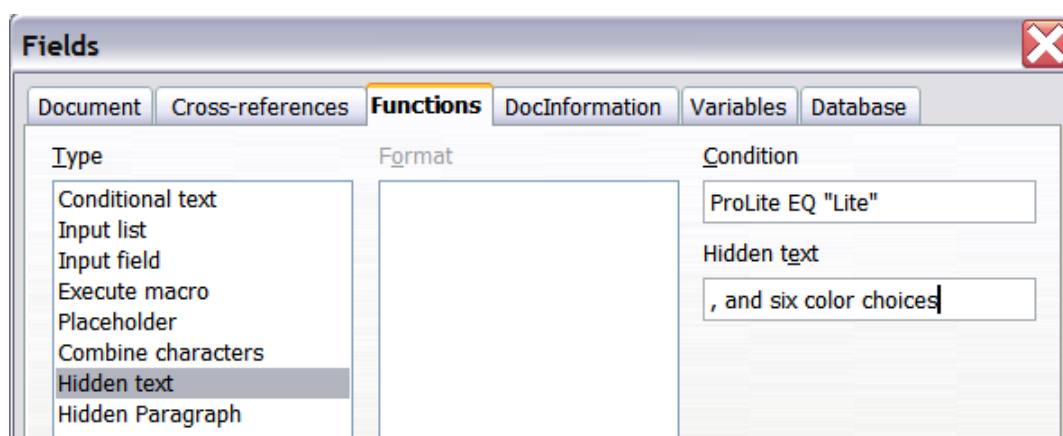 Fields
Document Cross-references Functions DocInformation Variables Database
Type
Conditional text
Input list
Input field
Execute macro
Placeholder
Combine characters
Hidden text
Hidden Paragraph
Format
Condition
ProLite EQ "Lite"
Hidden text
, and six color choices